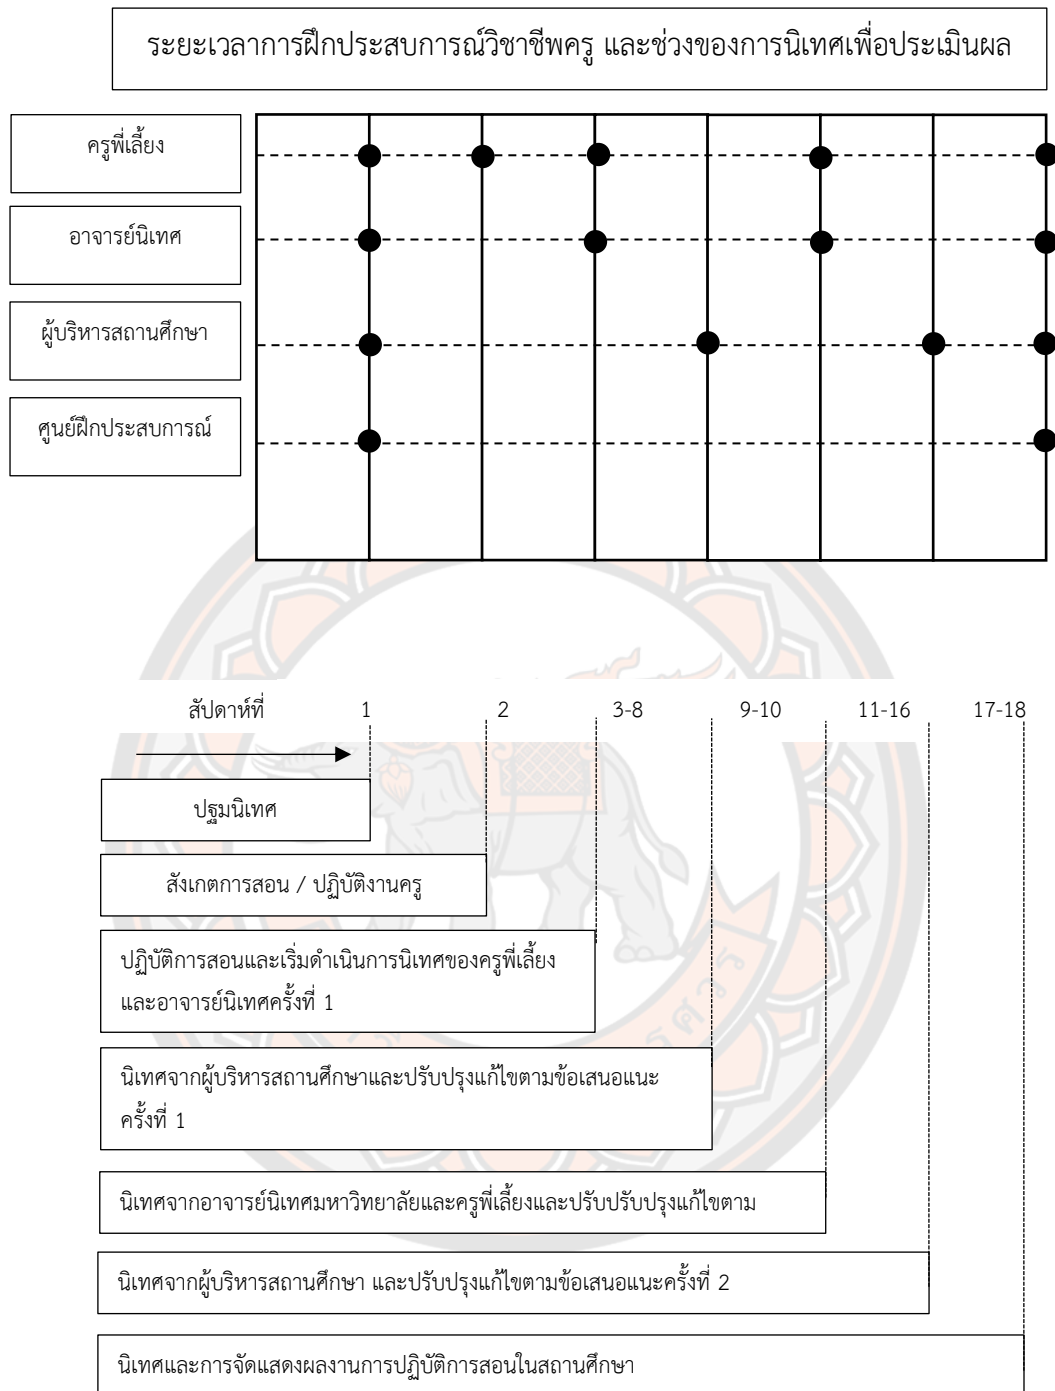 ระยะเวลาการฝึกประสบการณ์วิชาชีพครู และช่วงของการนิเทศเพื่อประเมินผล
ครูพี่เลี้ยง
อาจารย์นิเทศ
ผู้บริหารสถานศึกษา
ศูนย์ฝึกประสบการณ์
สัปดาห์ที่ 1 2 3-8 9-10 11-16 17-18
ปฐมนิเทศ
สังเกตการสอน / ปฏิบัติงานครู
ปฏิบัติการสอนและเริ่มดำเนินการนิเทศของครูพี่เลี้ยง
และอาจารย์นิเทศครั้งที่ 1
นิเทศจากผู้บริหารสถานศึกษาและปรับปรุงแก้ไขตามข้อเสนอแนะ
ครั้งที่ 1
นิเทศจากอาจารย์นิเทศมหาวิทยาลัยและครูพี่เลี้ยงและปรับปรับปรุงแก้ไขตาม
นิเทศจากผู้บริหารสถานศึกษา และปรับปรุงแก้ไขตามข้อเสนอแนะครั้งที่ 2
นิเทศและการจัดแสดงผลงานการปฏิบัติการสอนในสถานศึกษา